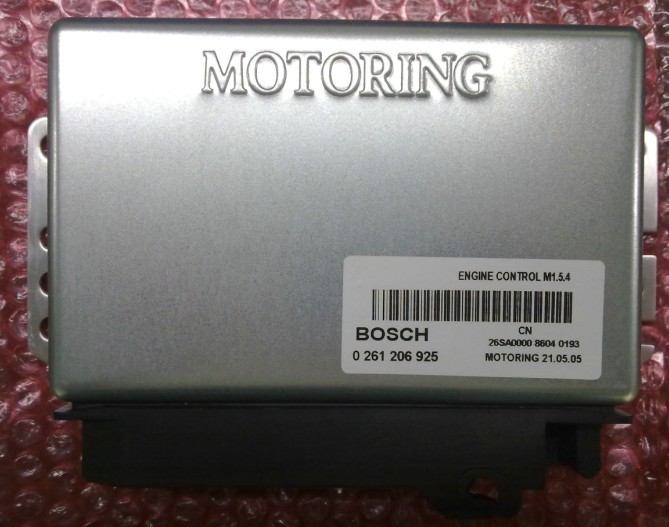 MOTORING
ENGINE CONTROL M1.5.4
BOSCH
CN
0 261 206 925
26SA0000 8604 0193
MOTORING 21.05.05